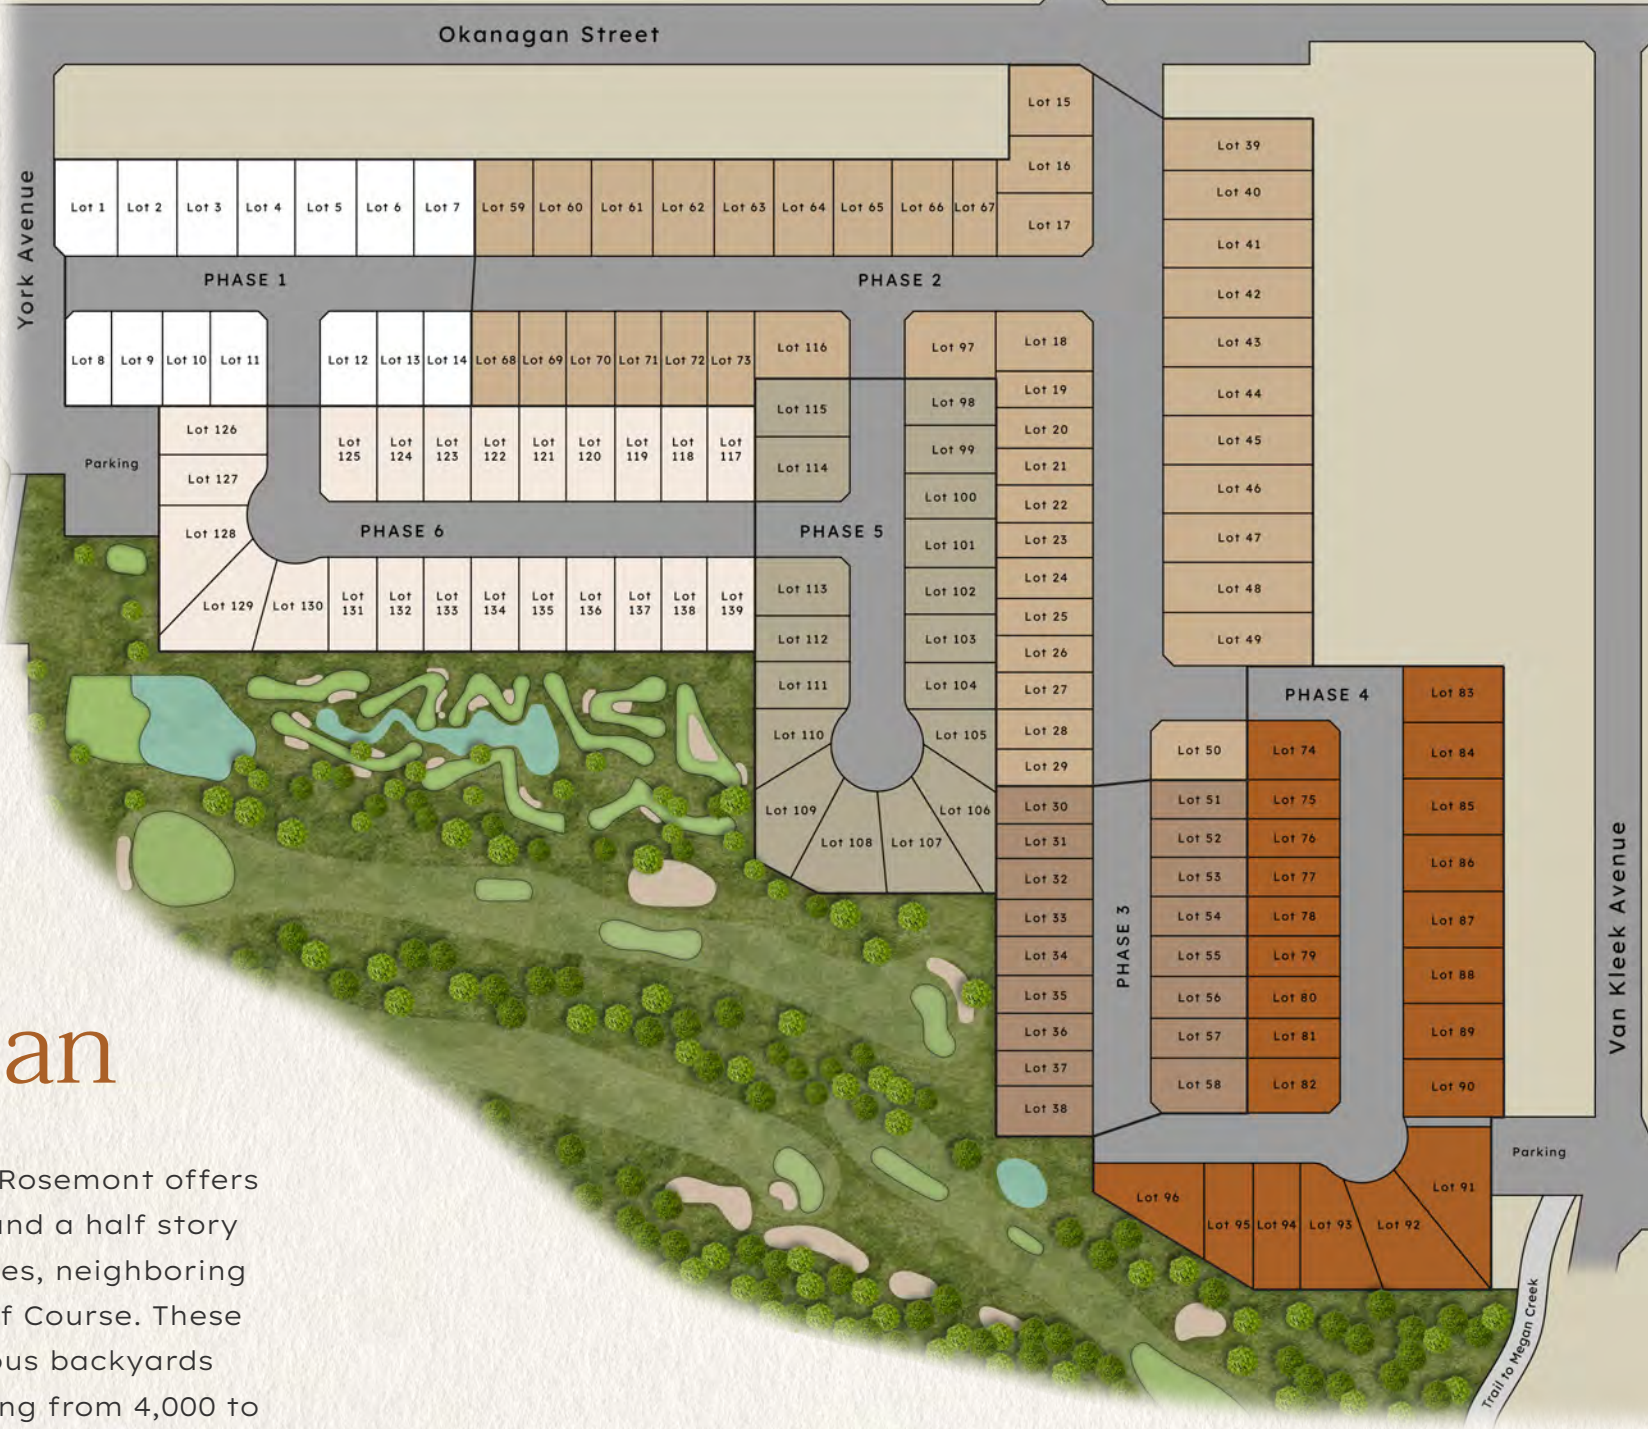 Okanagan Street
Lot 15
Lot 39
Lot 16
Lot 40
York Avenue
Lot 1
Lot 2
Lot 3
Lot 4
Lot 5
Lot 6
Lot 7
Lot 59
Lot 60
Lot 61
Lot 62
Lot 63
Lot 64
Lot 65
Lot 66
Lot 67
Lot 17
Lot 41
PHASE 1
PHASE 2
Lot 42
Lot 8
Lot 9
Lot 10
Lot 11
Lot 12
Lot 13
Lot 14
Lot 68
Lot 69
Lot 70
Lot 71
Lot 72
Lot 73
Lot 116
Lot 97
Lot 18
Lot 43
Lot 19
Lot 44
Lot 115
Lot 98
Lot 20
Lot 45
Lot 126
Lot 125
Lot 124
Lot 123
Lot 122
Lot 121
Lot 120
Lot 119
Lot 118
Lot 117
Lot 99
Parking
Lot 127
Lot 114
Lot 21
Lot 46
Lot 100
Lot 22
Lot 128
PHASE 6
PHASE 5
Lot 101
Lot 23
Lot 47
Lot 24
Lot 113
Lot 102
Lot 48
Lot 129
Lot 130
Lot 131
Lot 132
Lot 133
Lot 134
Lot 135
Lot 136
Lot 137
Lot 138
Lot 139
Lot 25
Lot 112
Lot 103
Lot 49
Lot 26
Lot 111
Lot 104
Lot 27
PHASE 4
Lot 83
Lot 110
Lot 105
Lot 28
Lot 50
Lot 74
Lot 84
Lot 29
Lot 109
Lot 106
Lot 30
Lot 51
Lot 75
Lot 85
Lot 108
Lot 107
Lot 31
Lot 52
Lot 76
Lot 86
Lot 32
Lot 53
Lot 77
Lot 33
Lot 54
Lot 78
Lot 87
PHASE 3
Lot 34
Lot 55
Lot 79
Lot 88
Van Kleek Avenue
Lot 35
Lot 56
Lot 80
Lot 36
Lot 57
Lot 81
Lot 89
Lot 37
Lot 58
Lot 82
Lot 90
Lot 38
an
Parking
Lot 96
Lot 95
Lot 94
Lot 93
Lot 92
Lot 91
Trail to Megan Creek
Rosemont offers
and a half story
es, neighboring
f Course. These
ous backyards
ng from 4,000 to